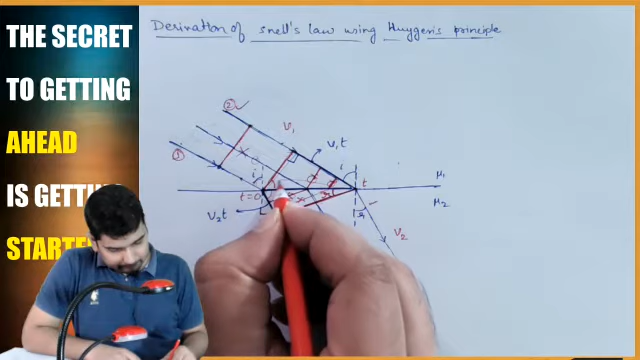 THE SECRET
TO GETTING
AHEAD
IS GETTING
STARTE
Derivation of snell's law using Huygen's principle
②✓
v₁
①
v₁t
i
i
t=0
t
μ₁
μ₂
v₂t
r
v₂